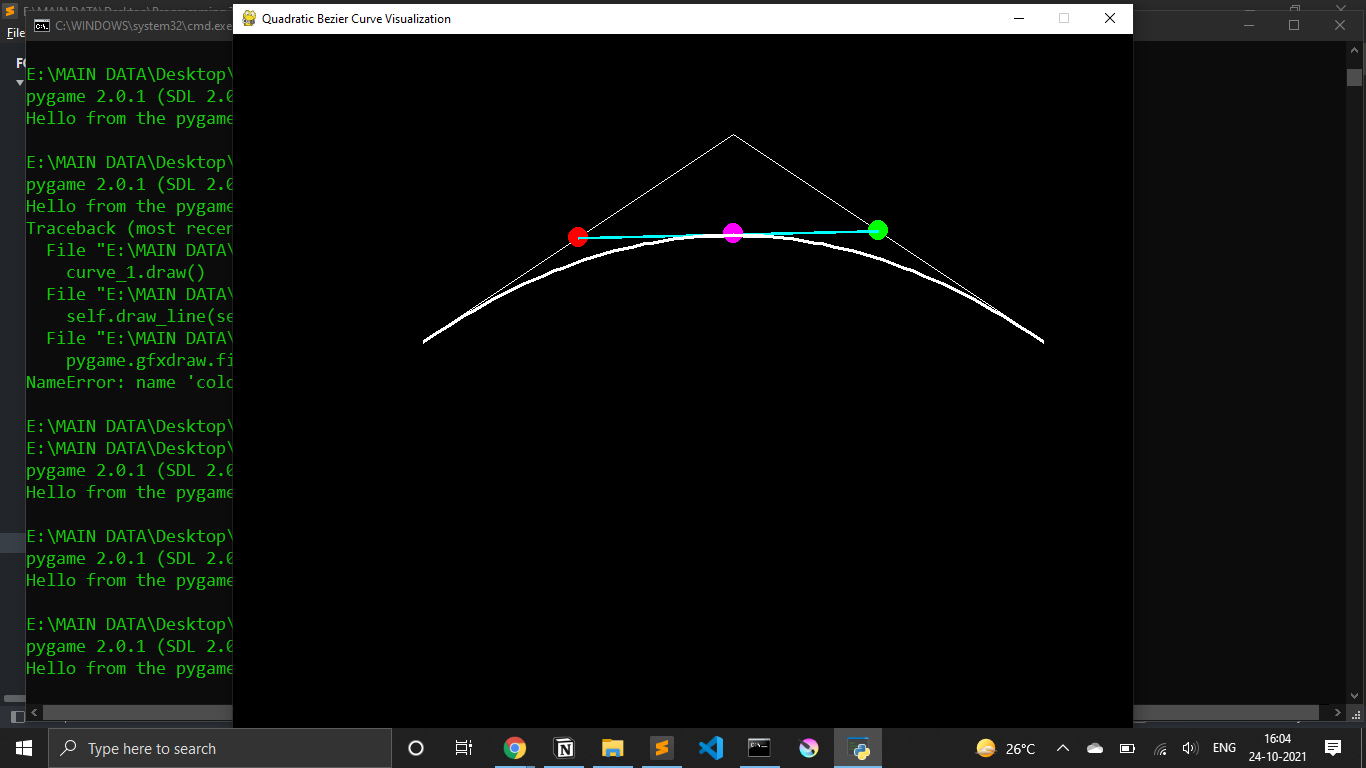 Quadratic Bezier Curve Visualization
C:\WINDOWS\system32\cmd.exe
File
E:\MAIN DATA\Desktop\
pygame 2.0.1 (SDL 2.0
Hello from the pygame
E:\MAIN DATA\Desktop\
pygame 2.0.1 (SDL 2.0
Hello from the pygame
Traceback (most recen
File "E:\MAIN DATA\
curve_1.draw()
File "E:\MAIN DATA\
self.draw_line(se
File "E:\MAIN DATA\
pygame.gfxdraw.fi
NameError: name 'colo
E:\MAIN DATA\Desktop\
E:\MAIN DATA\Desktop\
pygame 2.0.1 (SDL 2.0
Hello from the pygame
E:\MAIN DATA\Desktop\
pygame 2.0.1 (SDL 2.0
Hello from the pygame
E:\MAIN DATA\Desktop\
pygame 2.0.1 (SDL 2.0
Hello from the pygame
Type here to search
26°C
ENG
16:04
24-10-2021